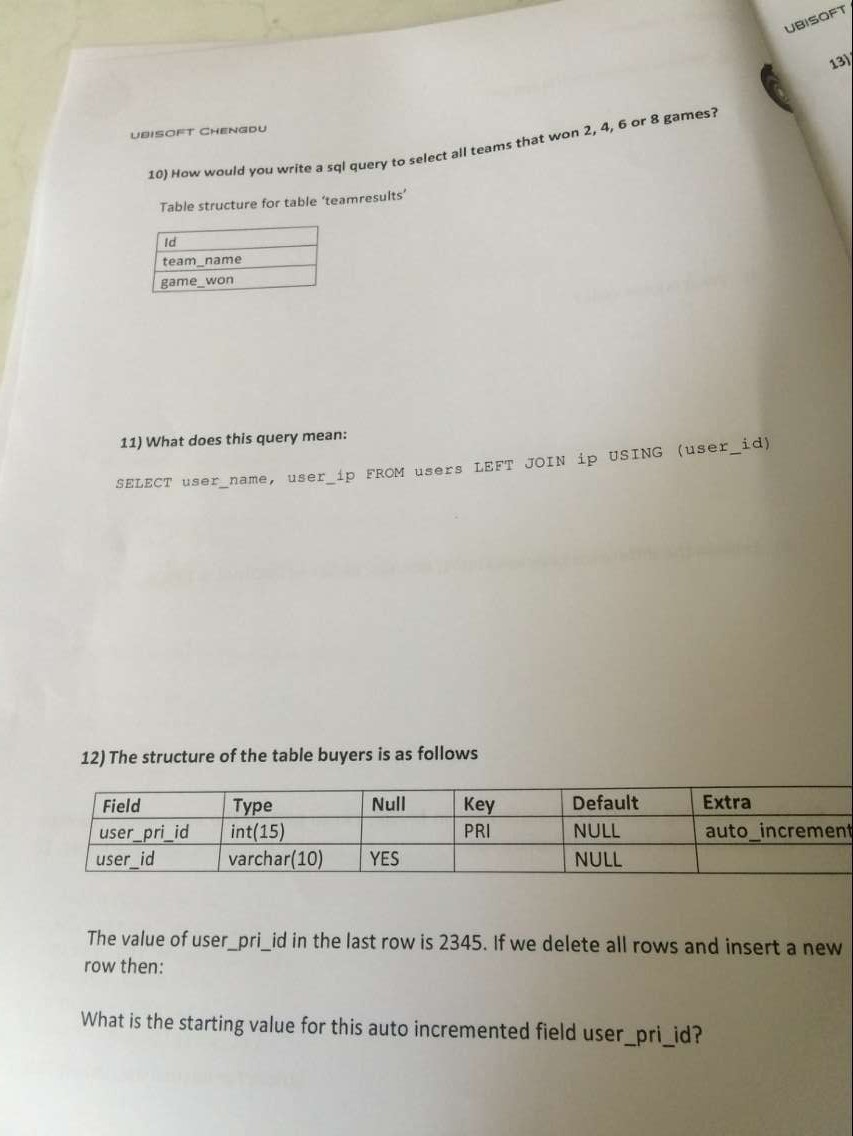 UBISOFT
13)
UBISOFT CHENGDU
10) How would you write a sql query to select all teams that won 2, 4, 6 or 8 games?
Table structure for table 'teamresults'
Id
team_name
game_won
11) What does this query mean:
SELECT user_name, user_ip FROM users LEFT JOIN ip USING (user_id)
12) The structure of the table buyers is as follows
Field Type Null Key Default Extra
user_pri_id int(15) PRI NULL auto_increment
user_id varchar(10) YES NULL
The value of user_pri_id in the last row is 2345. If we delete all rows and insert a new
row then:
What is the starting value for this auto incremented field user_pri_id?